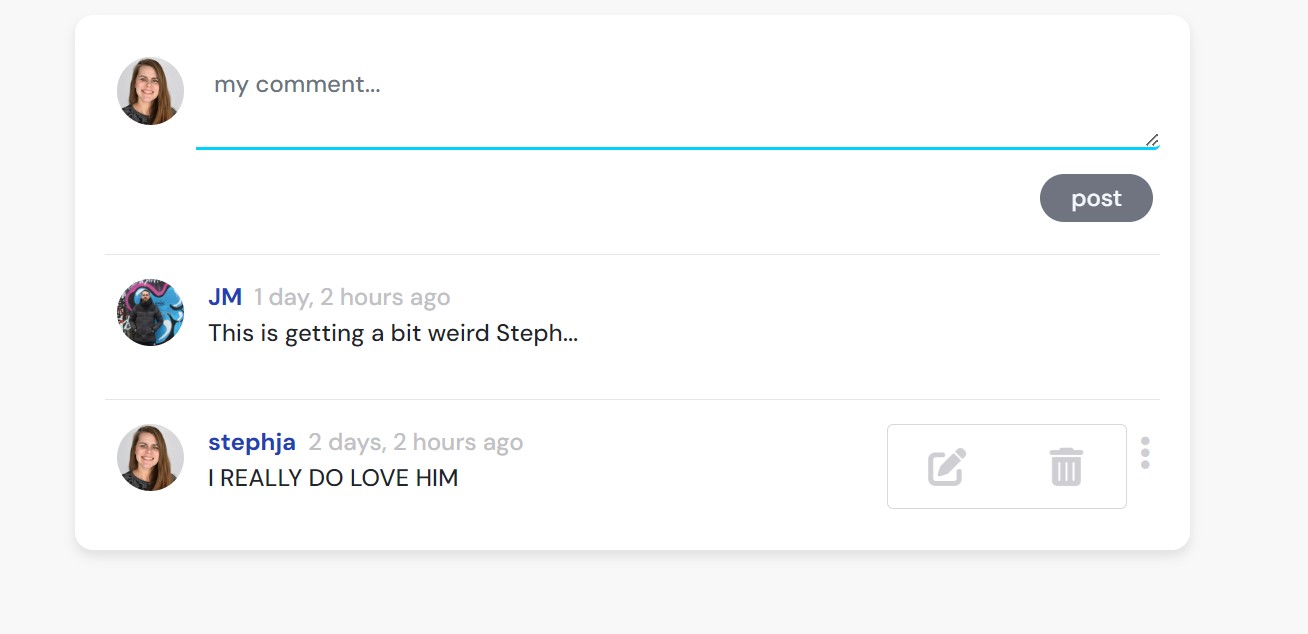 my comment...
post
JM 1 day, 2 hours ago
This is getting a bit weird Steph...
stephja 2 days, 2 hours ago
I REALLY DO LOVE HIM